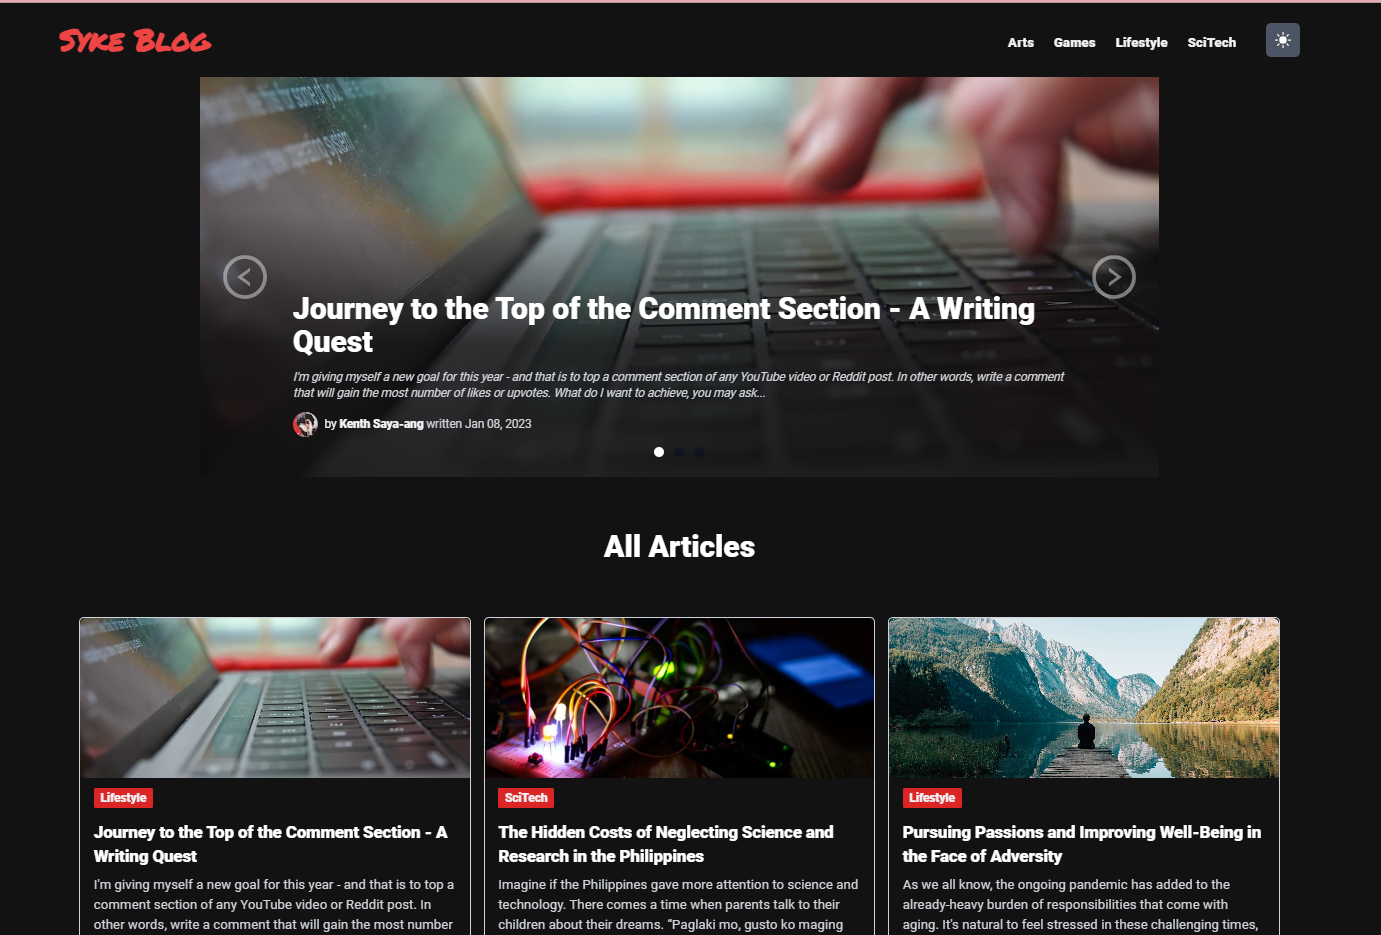 Syke Blog
Arts Games Lifestyle SciTech
Journey to the Top of the Comment Section - A Writing
Quest
I'm giving myself a new goal for this year - and that is to top a comment section of any YouTube video or Reddit post. In other words, write a comment
that will gain the most number of likes or upvotes. What do I want to achieve, you may ask...
by Kenth Saya-ang written Jan 08, 2023
All Articles
Lifestyle
Journey to the Top of the Comment Section - A
Writing Quest
I'm giving myself a new goal for this year - and that is to top a
comment section of any YouTube video or Reddit post. In
other words, write a comment that will gain the most number
SciTech
The Hidden Costs of Neglecting Science and
Research in the Philippines
Imagine if the Philippines gave more attention to science and
technology. There comes a time when parents talk to their
children about their dreams. “Paglaki mo, gusto ko maging
Lifestyle
Pursuing Passions and Improving Well-Being in
the Face of Adversity
As we all know, the ongoing pandemic has added to the
already-heavy burden of responsibilities that come with
aging. It's natural to feel stressed in these challenging times,